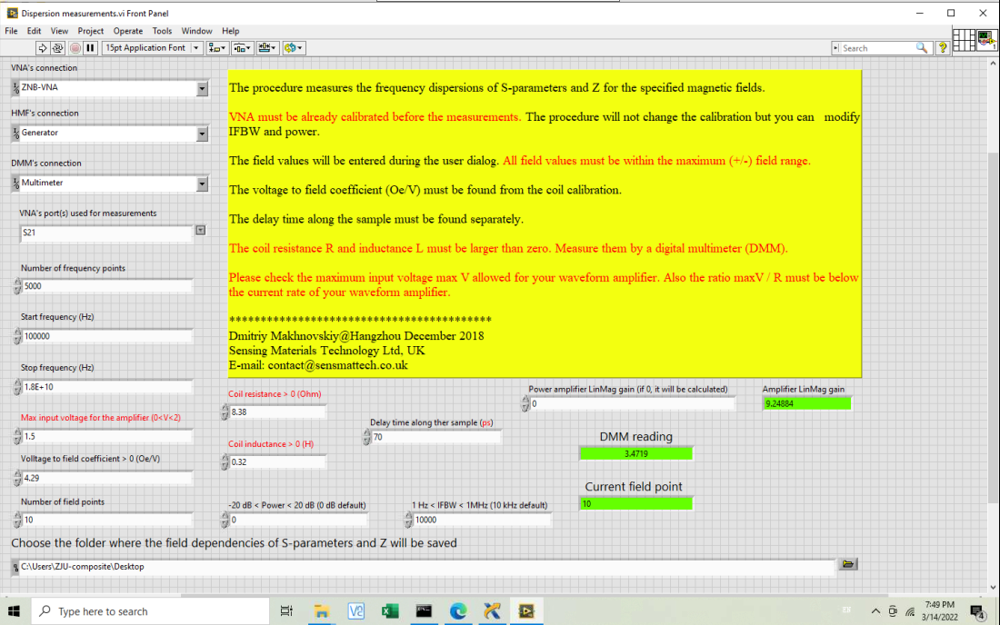 Dispersion measurements.vi Front Panel
File Edit View Project Operate Tools Window Help
15pt Application Font
Search
VNA's connection
ZNB-VNA
HMF's connection
Generator
DMM's connection
Multimeter
VNA's port(s) used for measurements
S21
Number of frequency points
5000
Start frequency (Hz)
100000
Stop frequency (Hz)
1.8E+10
Max input voltage for the amplifier (0<V<2)
1.5
Volltage to field coefficient > 0 (Oe/V)
4.29
Number of field points
10
The procedure measures the frequency dispersions of S-parameters and Z for the specified magnetic fields.
VNA must be already calibrated before the measurements. The procedure will not change the calibration but you can modify
IFBW and power.
The field values will be entered during the user dialog. All field values must be within the maximum (+/-) field range.
The voltage to field coefficient (Oe/V) must be found from the coil calibration.
The delay time along the sample must be found separately.
The coil resistance R and inductance L must be larger than zero. Measure them by a digital multimeter (DMM).
Please check the maximum input voltage max V allowed for your waveform amplifier. Also the ratio maxV / R must be below
the current rate of your waveform amplifier.
******************************************
Dmitriy Makhnovskiy@Hangzhou December 2018
Sensing Materials Technology Ltd, UK
E-mail: contact@sensmattech.co.uk
Coil resistance > 0 (Ohm)
8.38
Coil inductance > 0 (H)
0.32
-20 dB < Power < 20 dB (0 dB default)
0
Delay time along ther sample (ps)
70
1 Hz < IFBW < 1MHz (10 kHz default)
10000
Power amplifier LinMag gain (if 0, it will be calculated)
0
Amplifier LinMag gain
9.24884
DMM reading
3.4719
Current field point
10
Choose the folder where the field dependencies of S-parameters and Z will be saved
C:\Users\ZJU-composite\Desktop
Type here to search
7:49 PM
3/14/2022
4